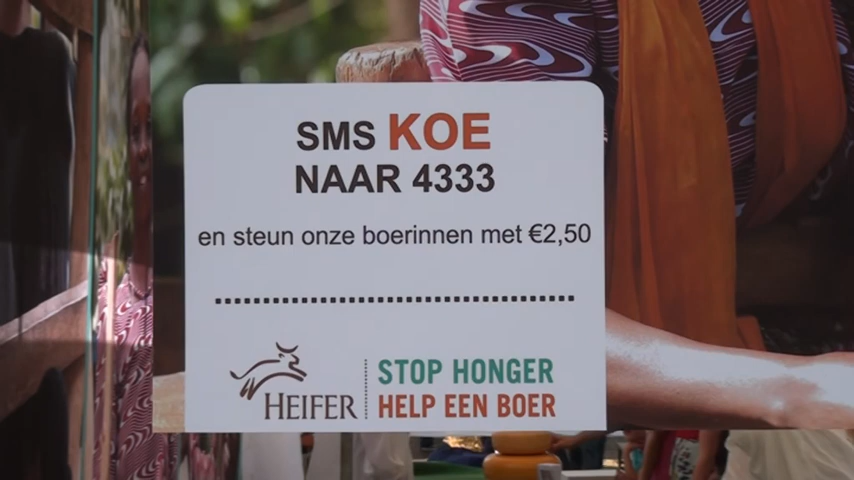 SMS KOE
NAAR 4333
en steun onze boerinnen met €2,50
HEIFER
STOP HONGER
HELP EEN BOER